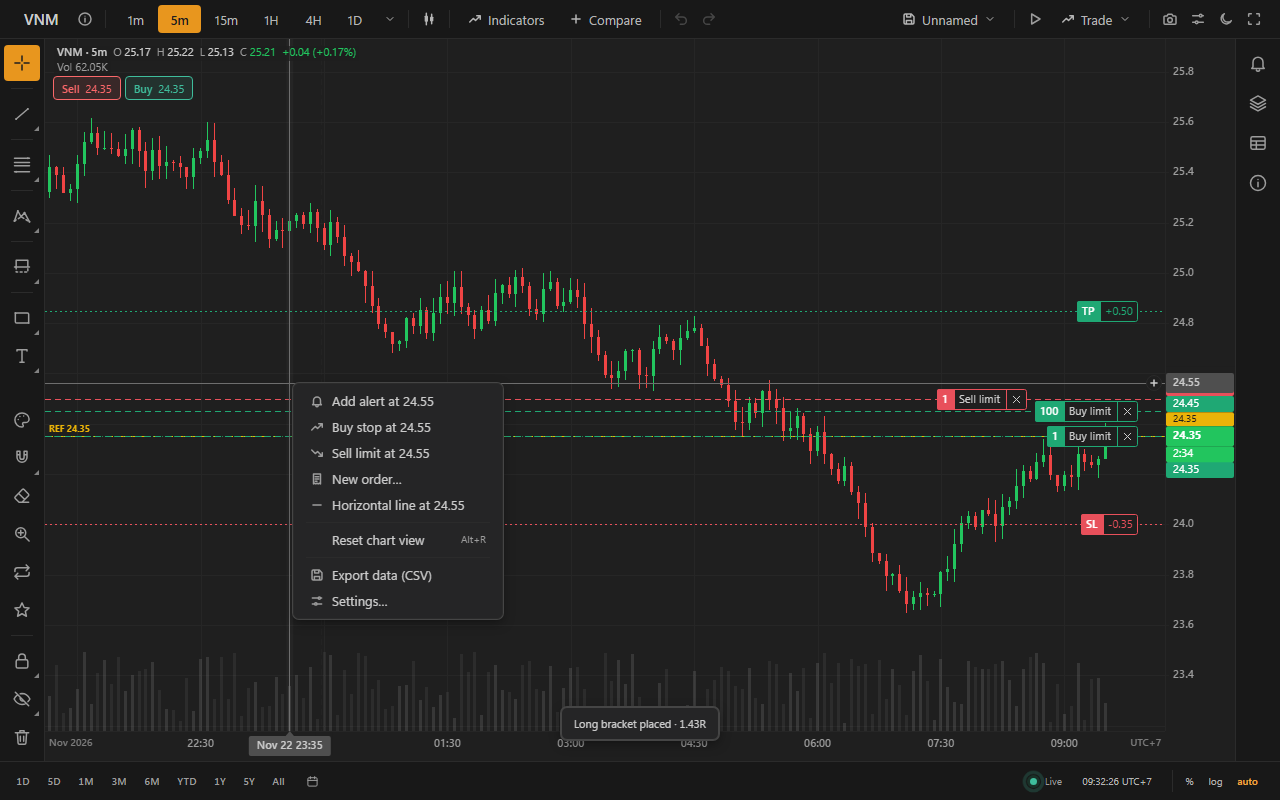 VNM 1m 5m 15m 1H 4H 1D Indicators Compare Unnamed Trade
VNM · 5m O 25.17 H 25.22 L 25.13 C 25.21 +0.04 (+0.17%)
Vol 62.05K
Sell 24.35 Buy 24.35
25.8
25.6
25.4
25.2
25.0
24.8
TP +0.50
24.55
1 Sell limit
24.45
100 Buy limit
24.35
REF 24.35
1 Buy limit
24.35
2:34
24.35
SL -0.35
24.0
23.8
23.6
23.4
Add alert at 24.55
Buy stop at 24.55
Sell limit at 24.55
New order...
Horizontal line at 24.55
Reset chart view Alt+R
Export data (CSV)
Settings...
Long bracket placed · 1.43R
Nov 2026 22:30 Nov 22 23:35 01:30 03:00 04:30 06:00 07:30 09:00 UTC+7
1D 5D 1M 3M 6M YTD 1Y 5Y All Live 09:32:26 UTC+7 % log auto